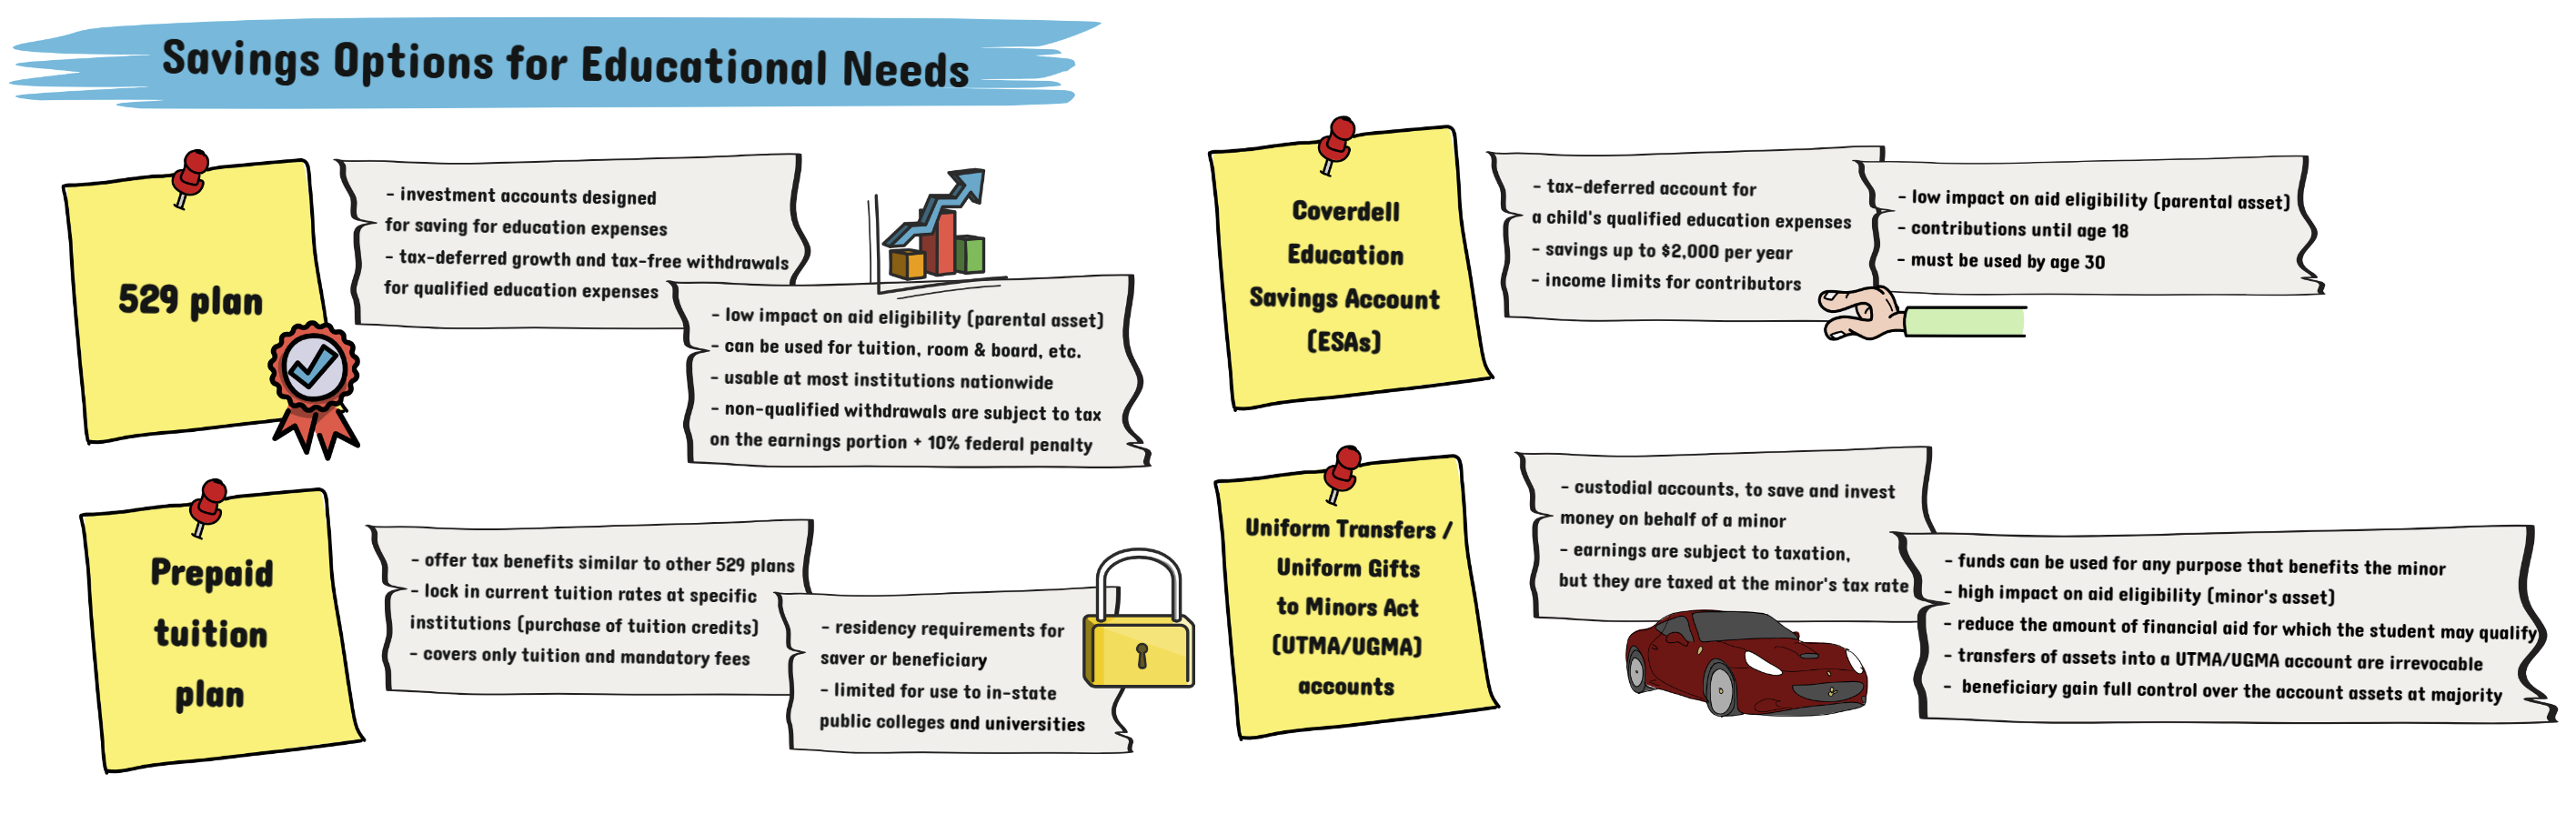 Savings Options for Educational Needs
529 plan
- investment accounts designed
for saving for education expenses
- tax-deferred growth and tax-free withdrawals
for qualified education expenses
- low impact on aid eligibility (parental asset)
- can be used for tuition, room & board, etc.
- usable at most institutions nationwide
- non-qualified withdrawals are subject to tax
on the earnings portion + 10% federal penalty
Prepaid
tuition
plan
- offer tax benefits similar to other 529 plans
- lock in current tuition rates at specific
institutions (purchase of tuition credits)
- covers only tuition and mandatory fees
- residency requirements for
saver or beneficiary
- limited for use to in-state
public colleges and universities
Coverdell
Education
Savings Account
(ESAs)
- tax-deferred account for
a child's qualified education expenses
- savings up to $2,000 per year
- income limits for contributors
- low impact on aid eligibility (parental asset)
- contributions until age 18
- must be used by age 30
Uniform Transfers /
Uniform Gifts
to Minors Act
(UTMA/UGMA)
accounts
- custodial accounts, to save and invest
money on behalf of a minor
- earnings are subject to taxation,
but they are taxed at the minor's tax rate
- funds can be used for any purpose that benefits the minor
- high impact on aid eligibility (minor's asset)
- reduce the amount of financial aid for which the student may qualify
- transfers of assets into a UTMA/UGMA account are irrevocable
- beneficiary gain full control over the account assets at majority